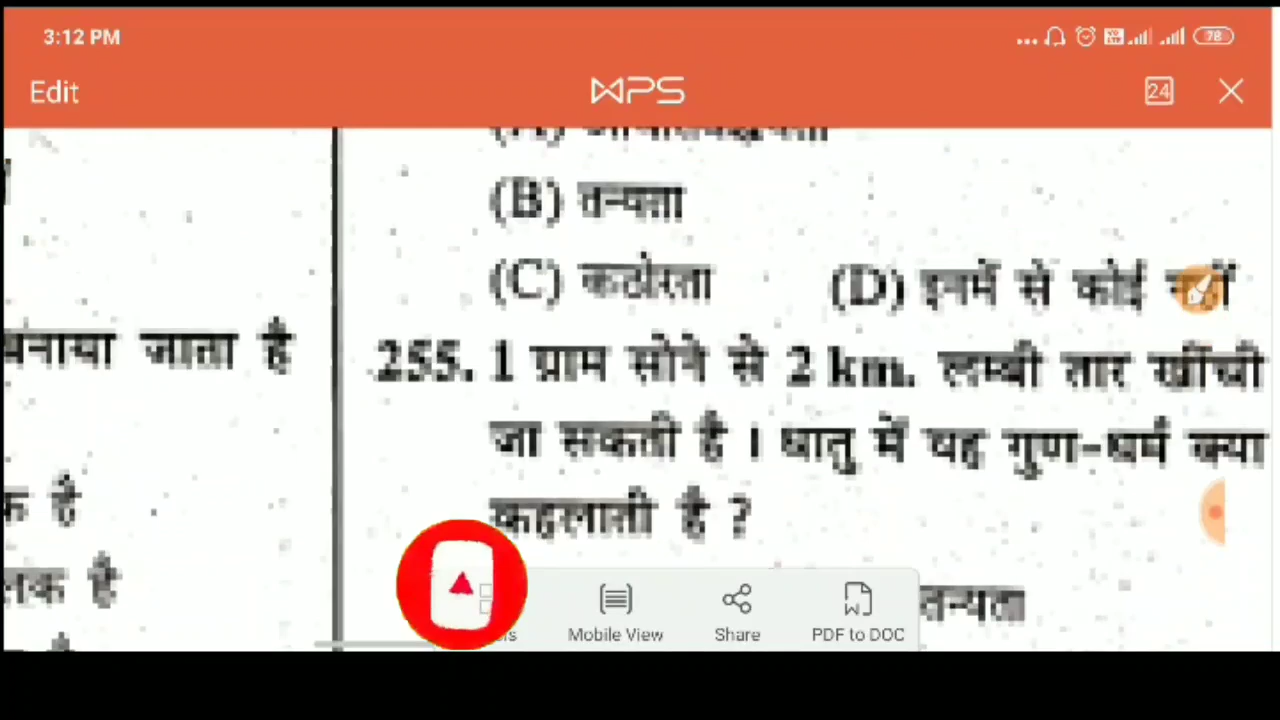 3:12 PM
... 78
Edit
WPS
24
(B) तन्यता
(C) कठोरता (D) इनमें से कोई नहीं
बनाया जाता है
255. 1 ग्राम सोने से 2 km. लम्बी तार खींची
जा सकती है । धातु में यह गुण-धर्म क्या
है
कहलाती है ?
है
तन्यता
Mobile View
Share
PDF to DOC